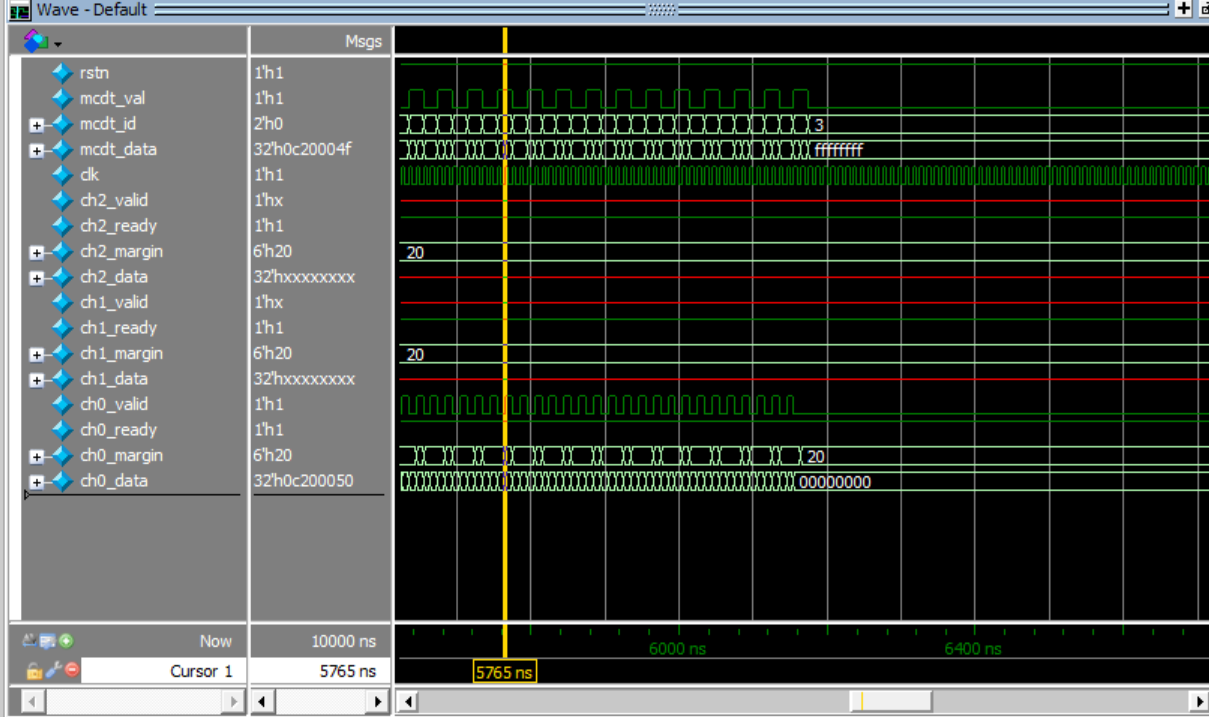 Wave - Default
Msgs
rstn 1'h1
mcdt_val 1'h1
mcdt_id 2'h0 3
mcdt_data 32'h0c20004f ffffffff
clk 1'h1
ch2_valid 1'hx
ch2_ready 1'h1
ch2_margin 6'h20 20
ch2_data 32'hxxxxxxxx
ch1_valid 1'hx
ch1_ready 1'h1
ch1_margin 6'h20 20
ch1_data 32'hxxxxxxxx
ch0_valid 1'h1
ch0_ready 1'h1
ch0_margin 6'h20 20
ch0_data 32'h0c200050 00000000
Now 10000 ns 6000 ns 6400 ns
Cursor 1 5765 ns 5765 ns